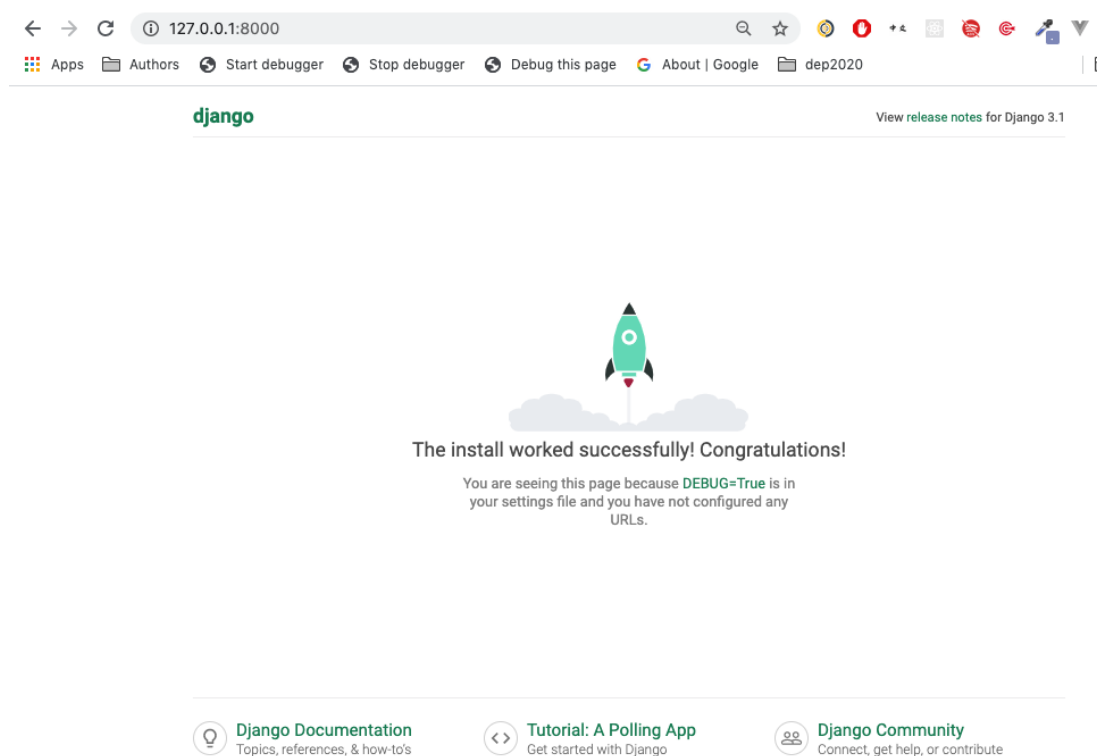 127.0.0.1:8000
Apps Authors Start debugger Stop debugger Debug this page G About | Google dep2020
django View release notes for Django 3.1
The install worked successfully! Congratulations!
You are seeing this page because DEBUG=True is in
your settings file and you have not configured any
URLs.
Django Documentation
Topics, references, & how-to's
Tutorial: A Polling App
Get started with Django
Django Community
Connect, get help, or contribute